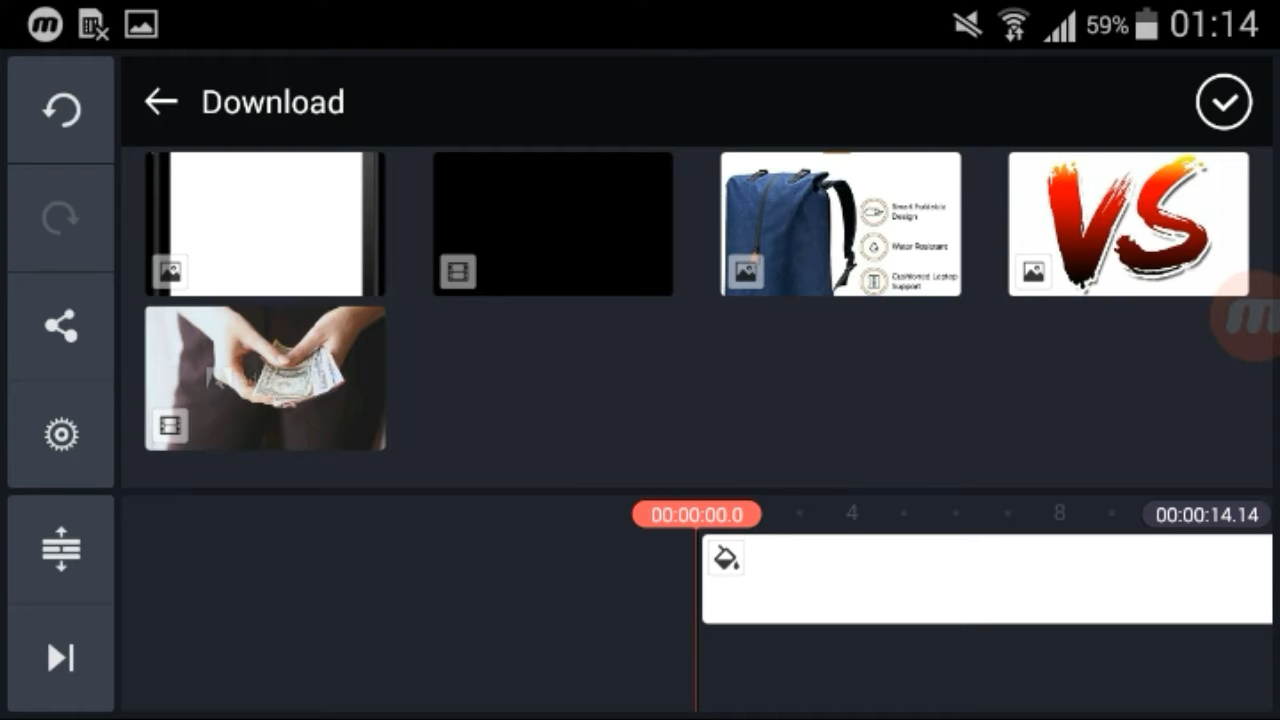 59% 01:14
Download
Smart Foldable
Design
Water Resistant
Cushioned Laptop
Support
VS
00:00:00.0 4 8 00:00:14.14